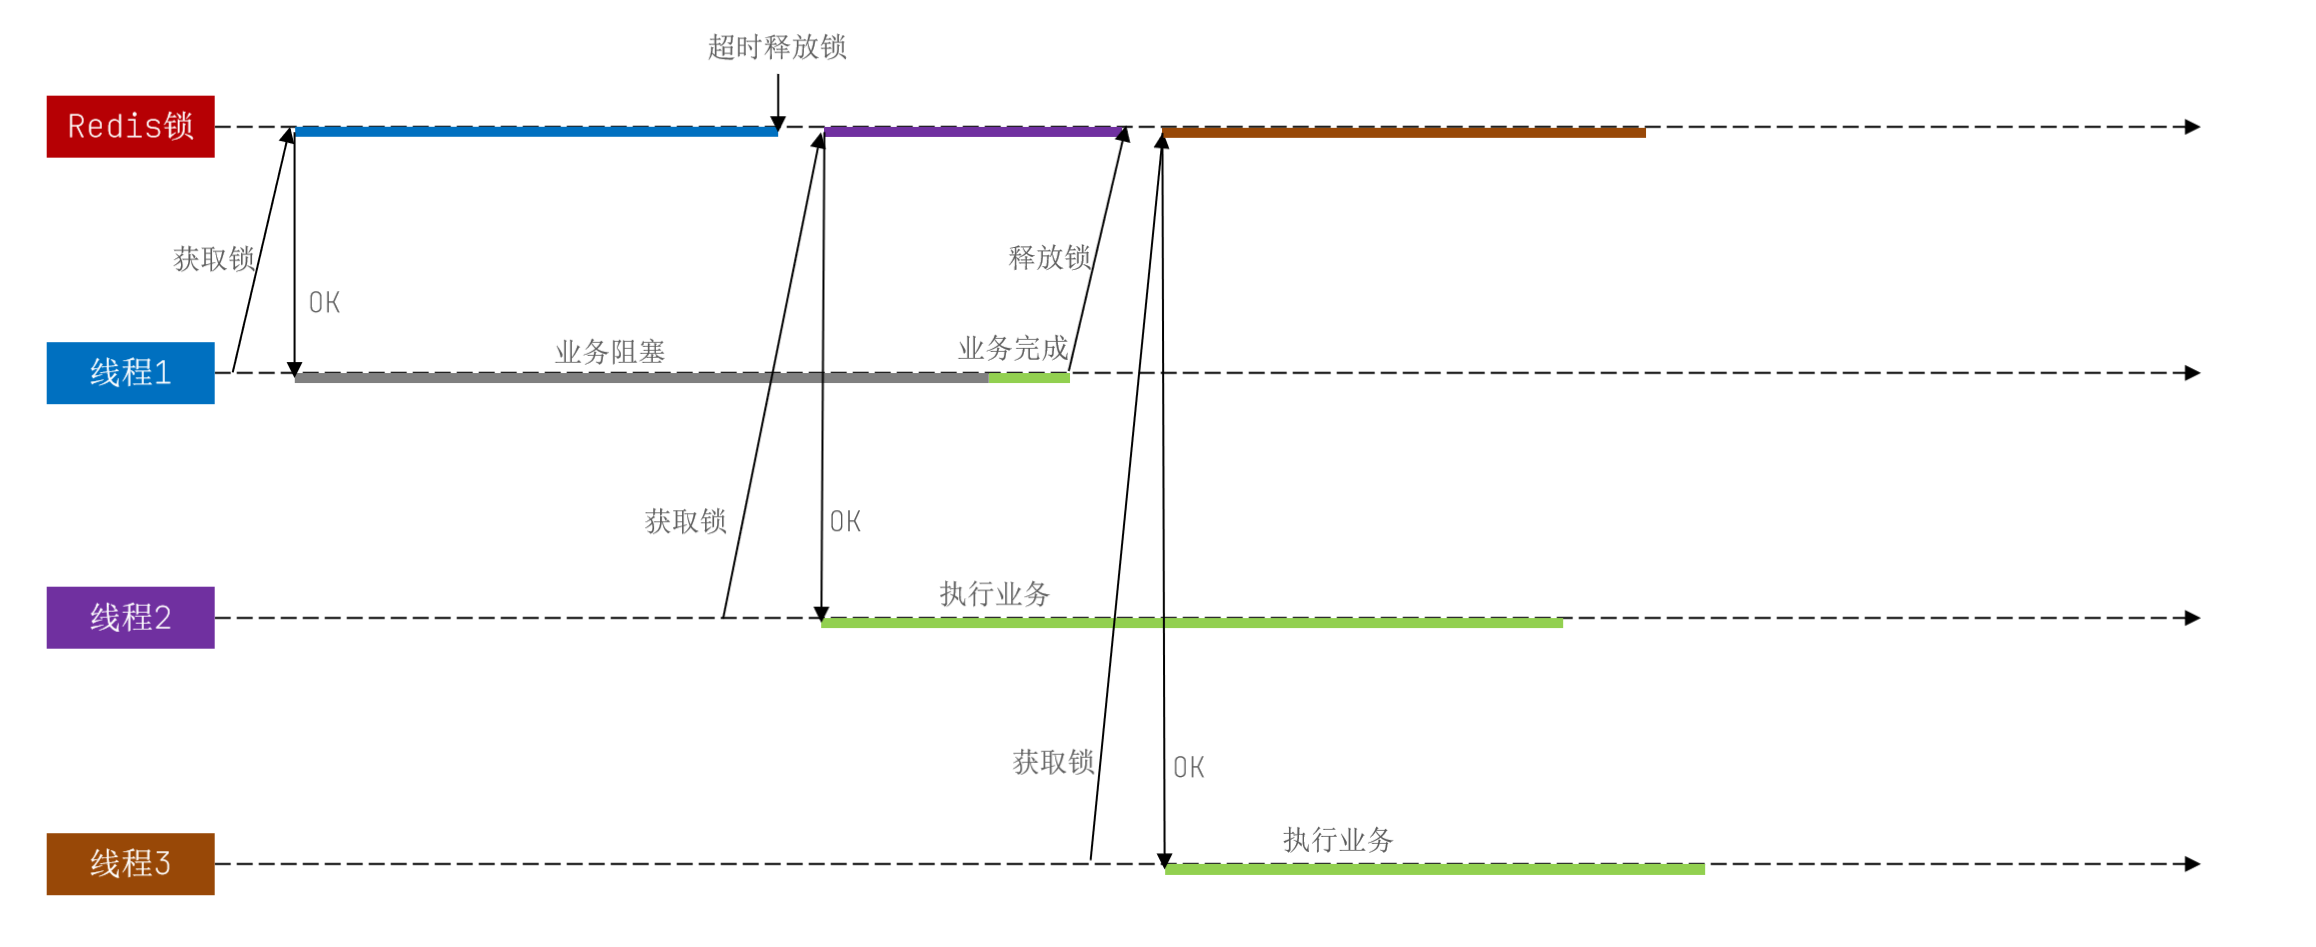 超时释放锁
Redis锁
获取锁
释放锁
OK
业务阻塞
业务完成
线程1
获取锁
OK
执行业务
线程2
获取锁
OK
执行业务
线程3